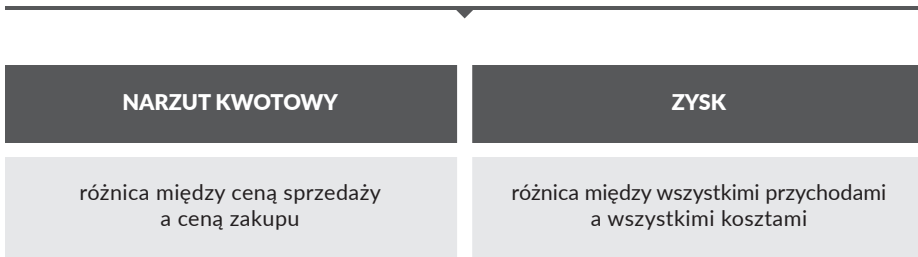 NARZUT KWOTOWY
różnica między ceną sprzedaży
a ceną zakupu
ZYSK
różnica między wszystkimi przychodami
a wszystkimi kosztami